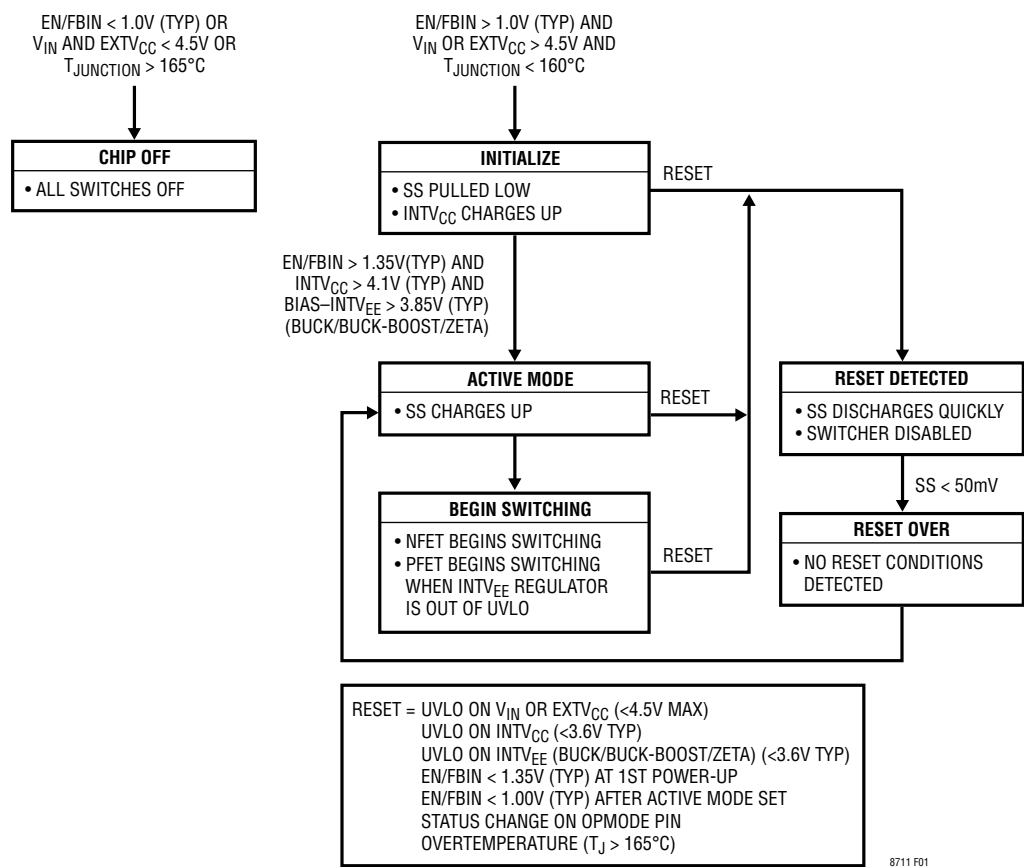 EN/FBIN < 1.0V (TYP) OR
VIN AND EXTVCC < 4.5V OR
TJUNCTION > 165°C
CHIP OFF
• ALL SWITCHES OFF
EN/FBIN > 1.0V (TYP) AND
VIN OR EXTVCC > 4.5V AND
TJUNCTION < 160°C
INITIALIZE
• SS PULLED LOW
• INTVCC CHARGES UP
RESET
EN/FBIN > 1.35V(TYP) AND
INTVCC > 4.1V (TYP) AND
BIAS–INTVEE > 3.85V (TYP)
(BUCK/BUCK-BOOST/ZETA)
ACTIVE MODE
• SS CHARGES UP
RESET
BEGIN SWITCHING
• NFET BEGINS SWITCHING
• PFET BEGINS SWITCHING
WHEN INTVEE REGULATOR
IS OUT OF UVLO
RESET
RESET DETECTED
• SS DISCHARGES QUICKLY
• SWITCHER DISABLED
SS < 50mV
RESET OVER
• NO RESET CONDITIONS
DETECTED
RESET = UVLO ON VIN OR EXTVCC (<4.5V MAX)
UVLO ON INTVCC (<3.6V TYP)
UVLO ON INTVEE (BUCK/BUCK-BOOST/ZETA) (<3.6V TYP)
EN/FBIN < 1.35V (TYP) AT 1ST POWER-UP
EN/FBIN < 1.00V (TYP) AFTER ACTIVE MODE SET
STATUS CHANGE ON OPMODE PIN
OVERTEMPERATURE (TJ > 165°C)
8711 F01